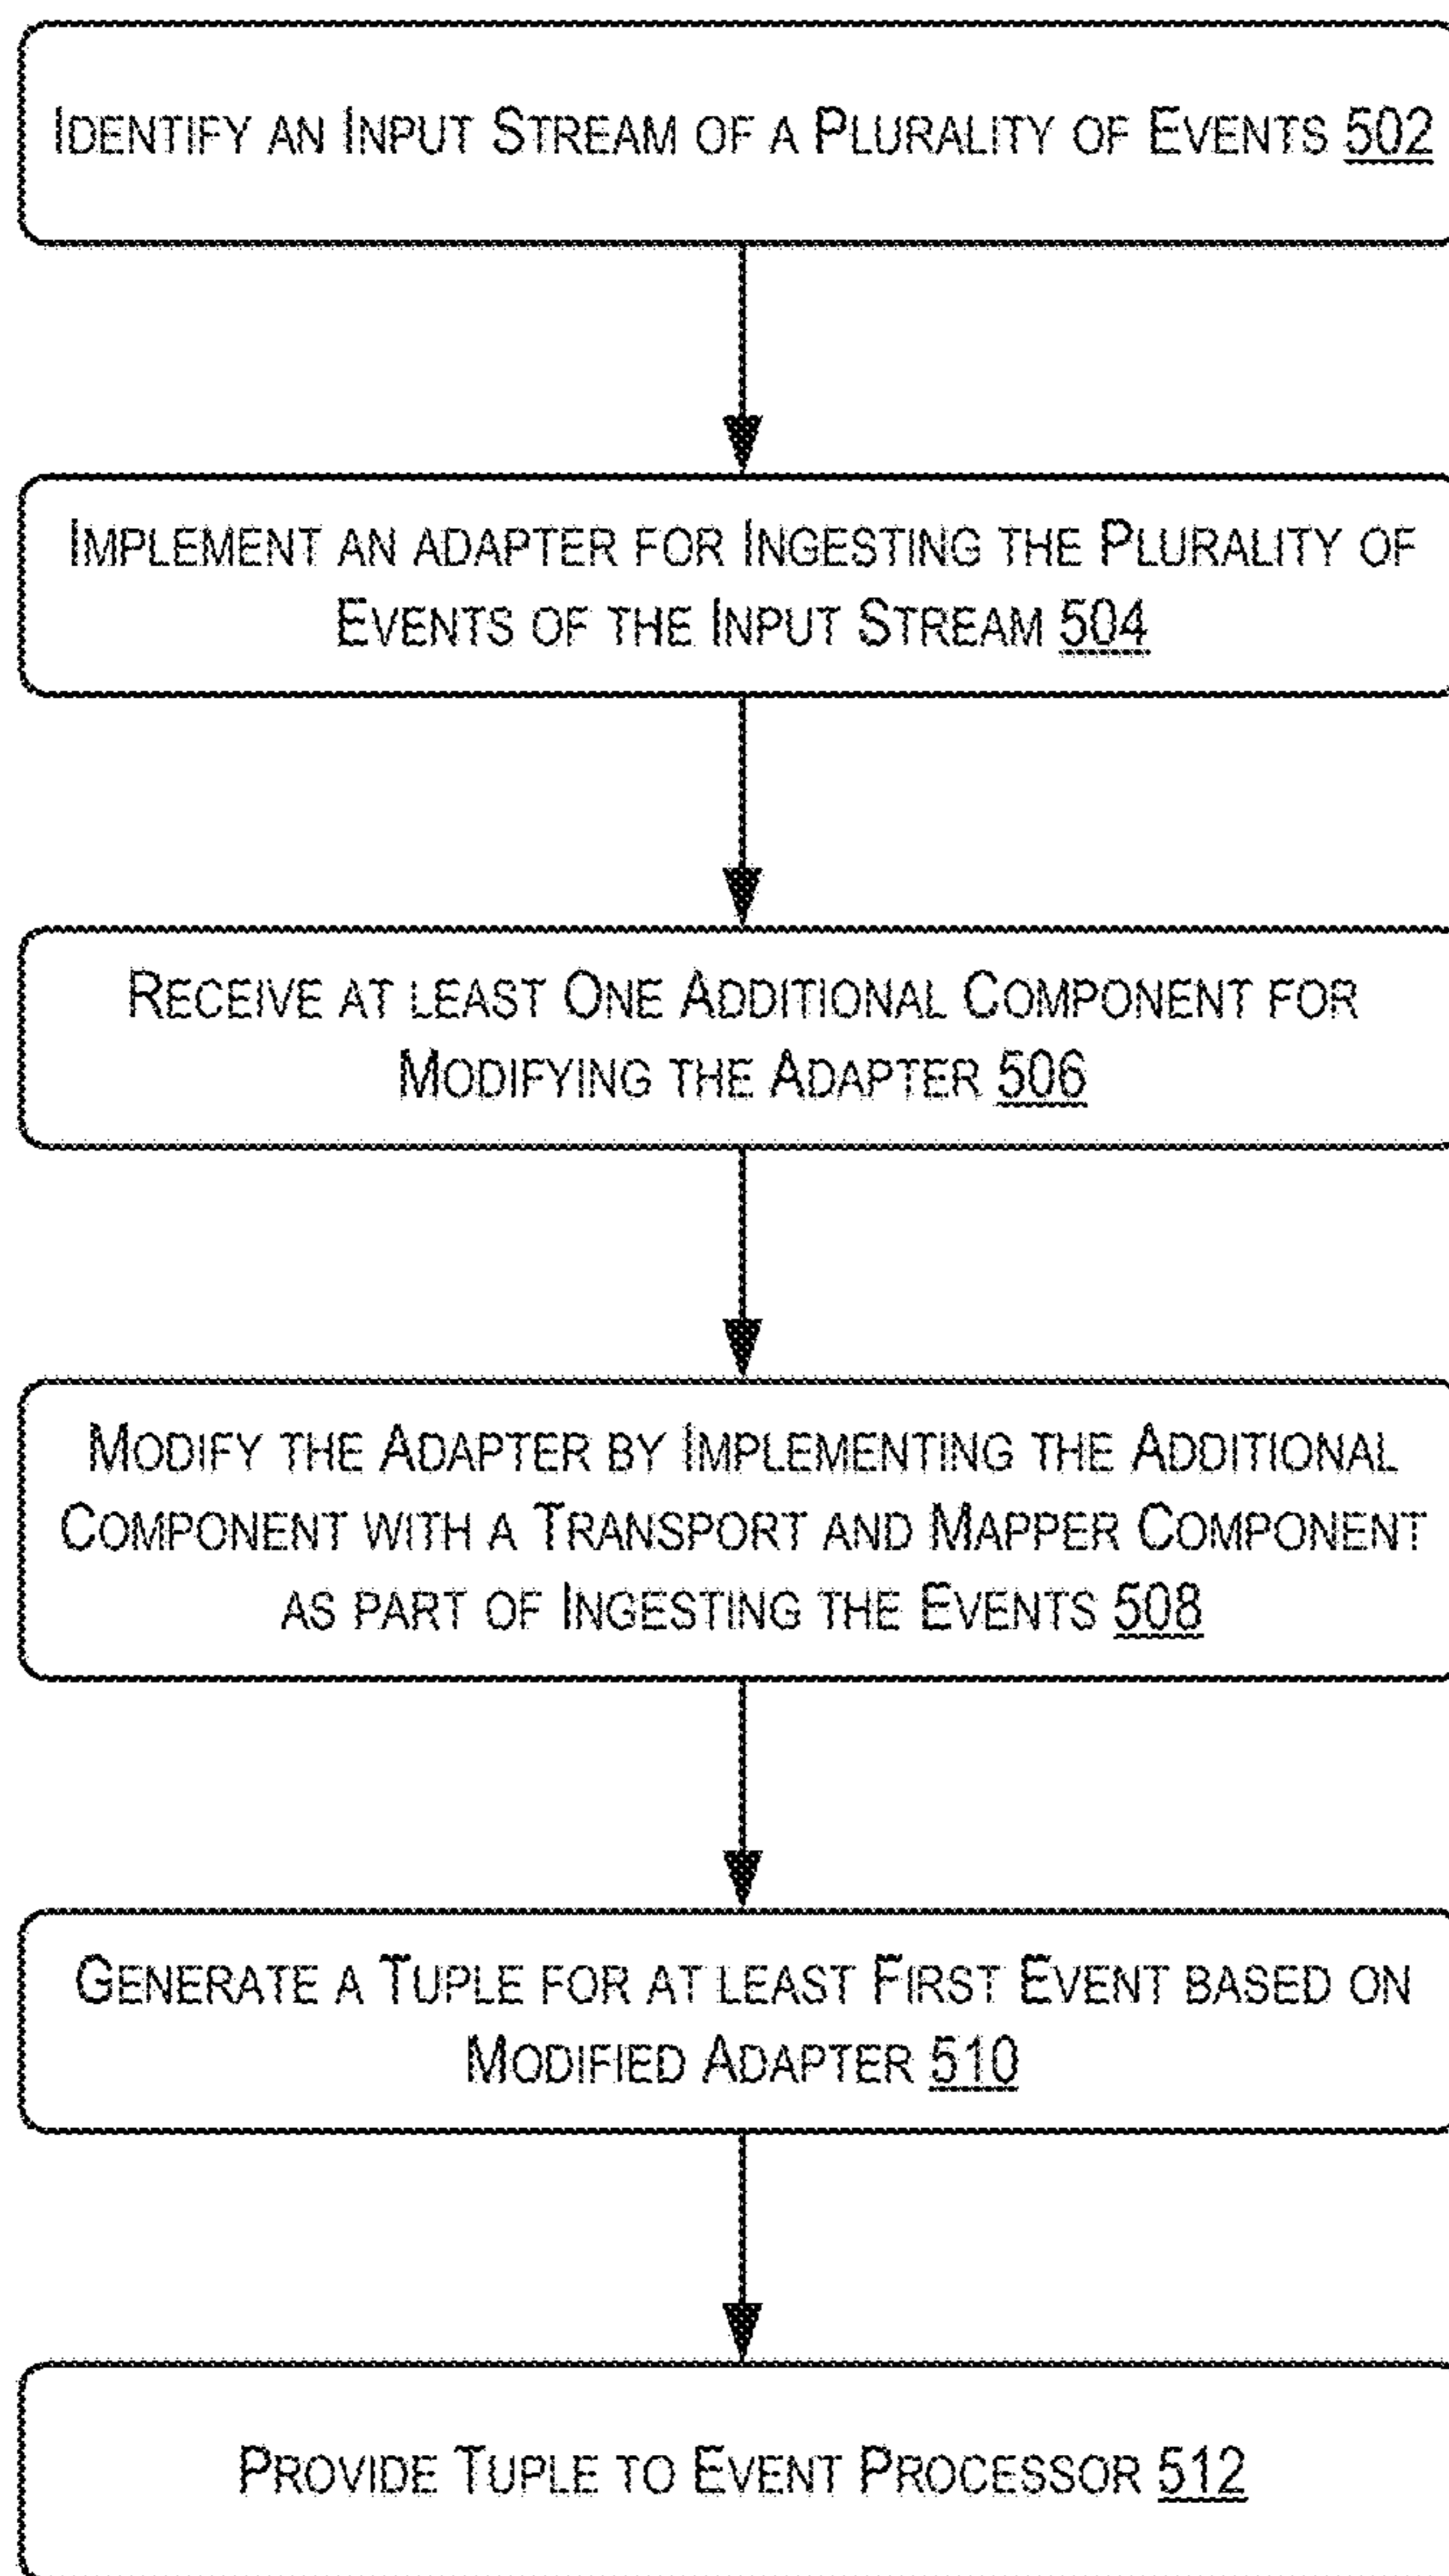 IDENTIFY AN INPUT STREAM OF A PLURALITY OF EVENTS 502
IMPLEMENT AN ADAPTER FOR INGESTING THE PLURALITY OF
EVENTS OF THE INPUT STREAM 504
RECEIVE AT LEAST ONE ADDITIONAL COMPONENT FOR
MODIFYING THE ADAPTER 506
MODIFY THE ADAPTER BY IMPLEMENTING THE ADDITIONAL
COMPONENT WITH A TRANSPORT AND MAPPER COMPONENT
AS PART OF INGESTING THE EVENTS 508
GENERATE A TUPLE FOR AT LEAST FIRST EVENT BASED ON
MODIFIED ADAPTER 510
PROVIDE TUPLE TO EVENT PROCESSOR 512